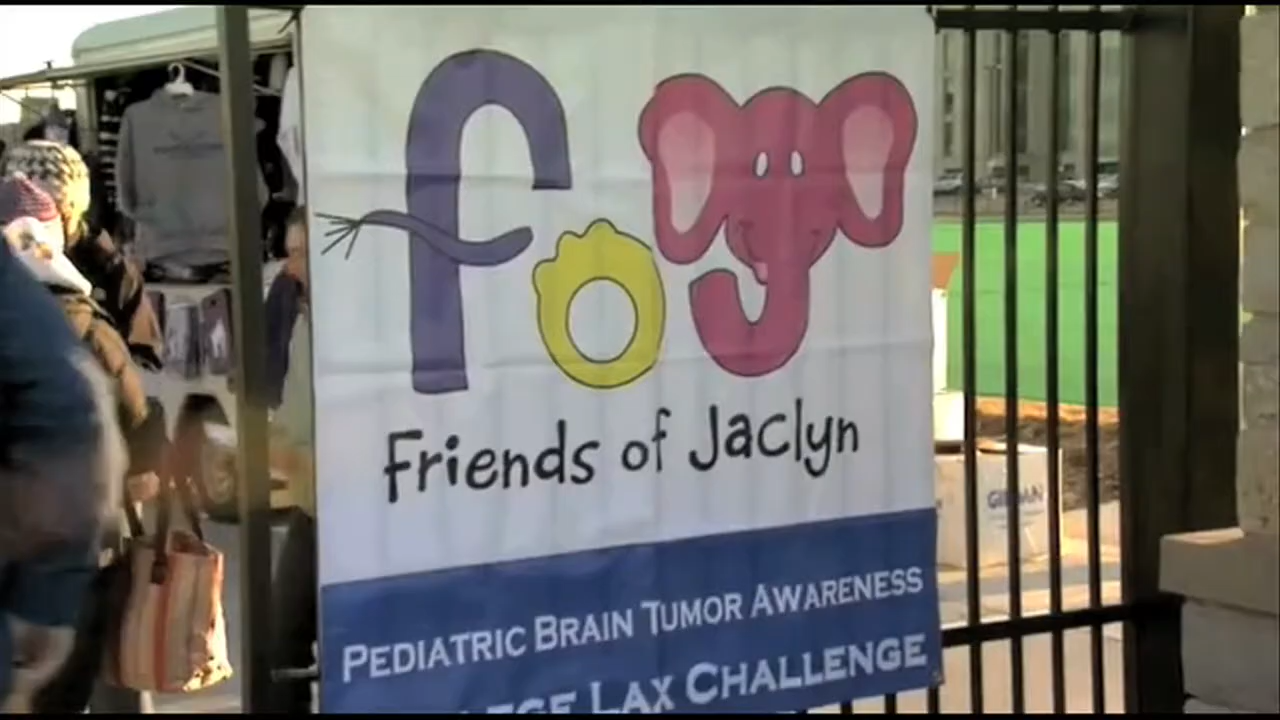 foJ
Friends of Jaclyn
PEDIATRIC BRAIN TUMOR AWARENESS
LAX CHALLENGE